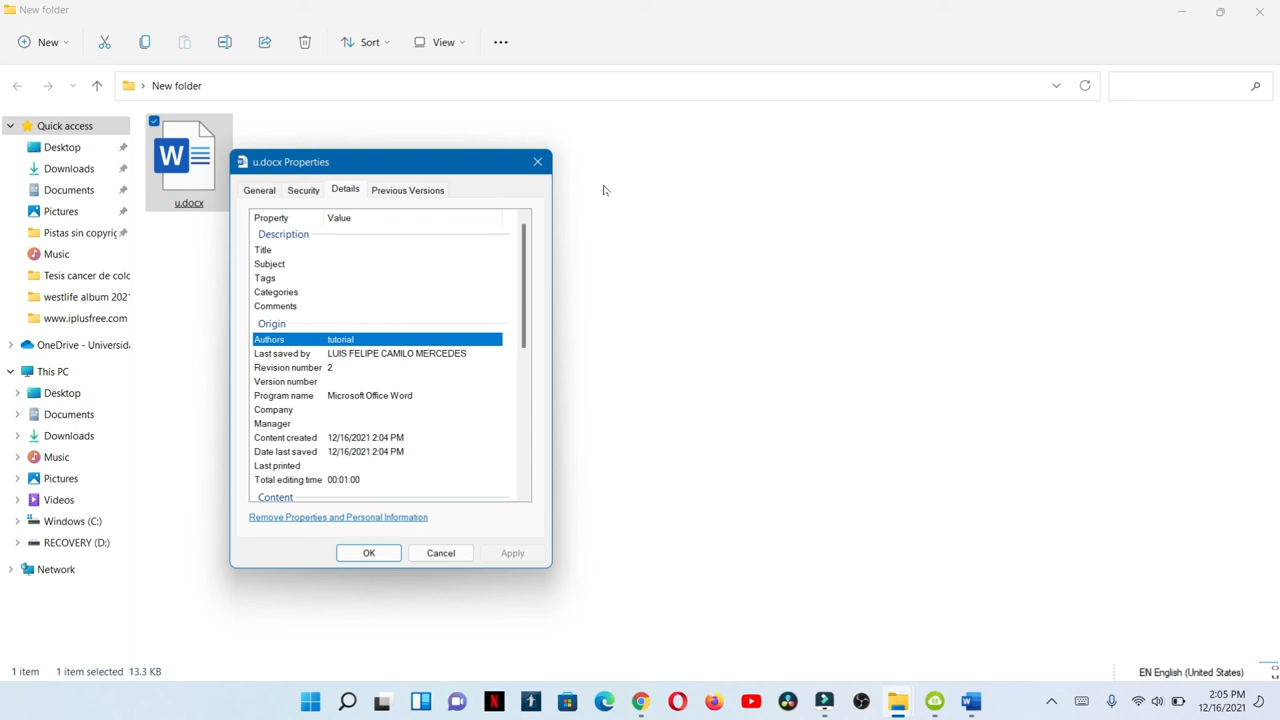 New folder
New
Sort
View
New folder
Quick access
Desktop
Downloads
Documents
Pictures
Pistas sin copyrig
Music
Tesis cancer de colo
westlife album 2021
www.iplusfree.com
OneDrive - Universida
This PC
Desktop
Documents
Downloads
Music
Pictures
Videos
Windows (C:)
RECOVERY (D:)
Network
W
u.docx
u.docx Properties
General Security Details Previous Versions
Property Value
Description
Title
Subject
Tags
Categories
Comments
Origin
Authors tutorial
Last saved by LUIS FELIPE CAMILO MERCEDES
Revision number 2
Version number
Program name Microsoft Office Word
Company
Manager
Content created 12/16/2021 2:04 PM
Date last saved 12/16/2021 2:04 PM
Last printed
Total editing time 00:01:00
Content
Remove Properties and Personal Information
OK Cancel Apply
1 item 1 item selected 13.3 KB
EN English (United States)
2:05 PM
12/16/2021